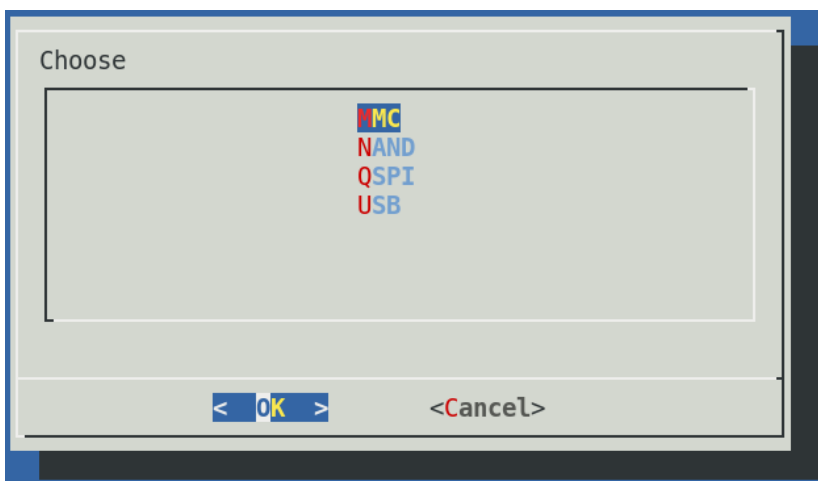 Choose
MMC
NAND
QSPI
USB
< OK > <Cancel>